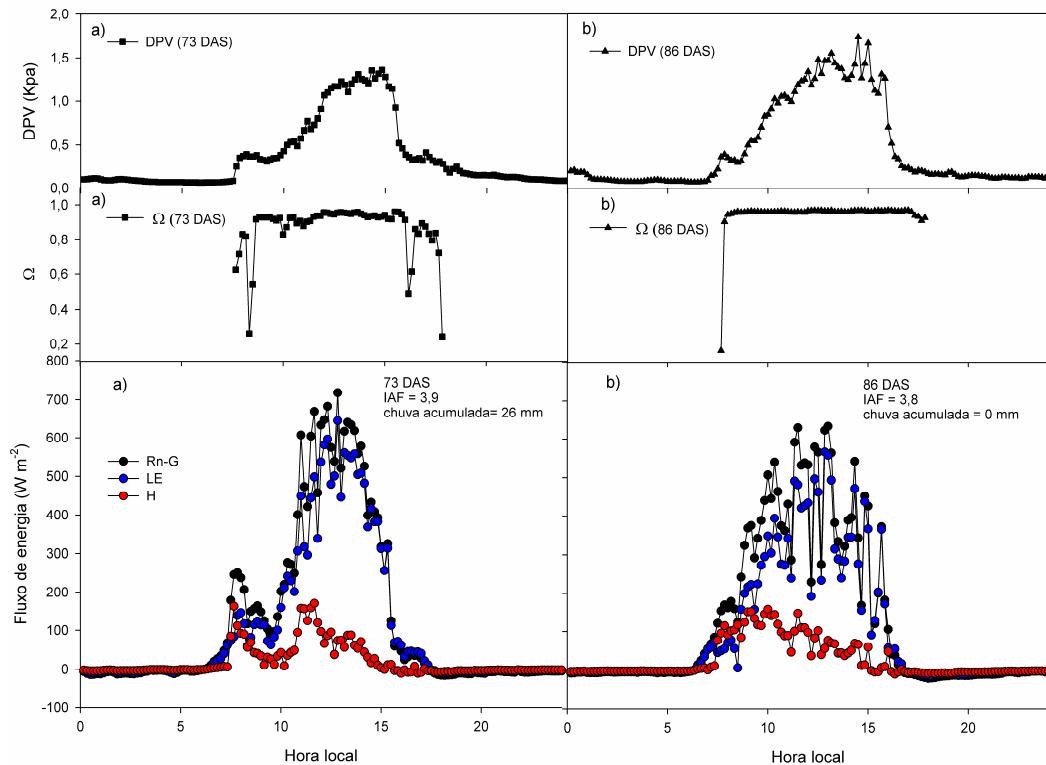 2,0
1,5
1,0
0,5
0,0
DPV (Kpa)
a)
DPV (73 DAS)
b)
DPV (86 DAS)
1,0
0,8
0,6
0,4
0,2
Ω
a)
Ω (73 DAS)
b)
Ω (86 DAS)
800
700
600
500
400
300
200
100
0
-100
Fluxo de energia (W m-2)
a)
73 DAS
IAF = 3,9
chuva acumulada= 26 mm
Rn-G
LE
H
b)
86 DAS
IAF = 3,8
chuva acumulada = 0 mm
0 5 10 15 20
0 5 10 15 20
Hora local
Hora local